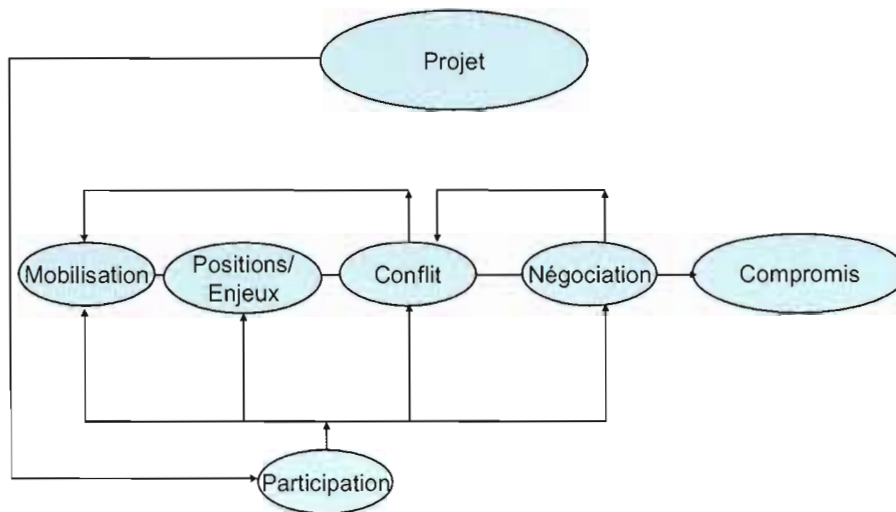 Projet
Mobilisation
Positions/
Enjeux
Conflit
Négociation
Compromis
Participation